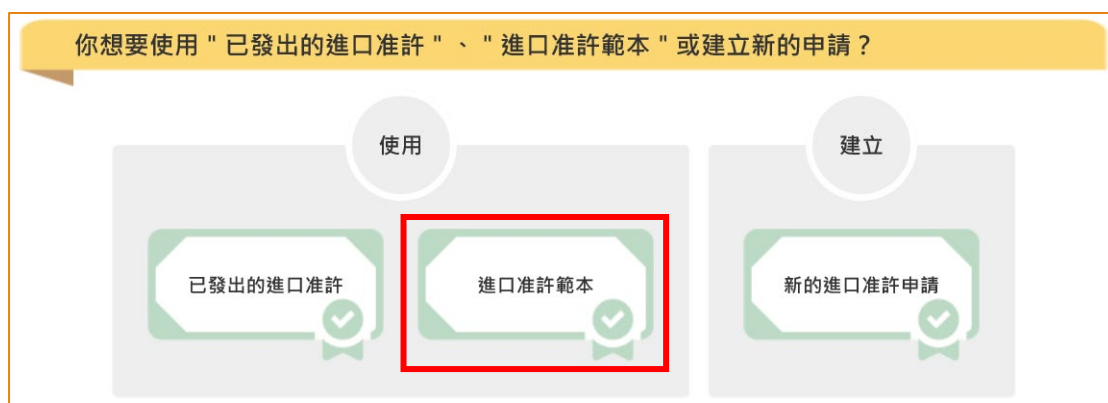 你想要使用 " 已發出的進口准許 " 、 " 進口准許範本 " 或建立新的申請？
使用
建立
已發出的進口准許
進口准許範本
新的進口准許申請